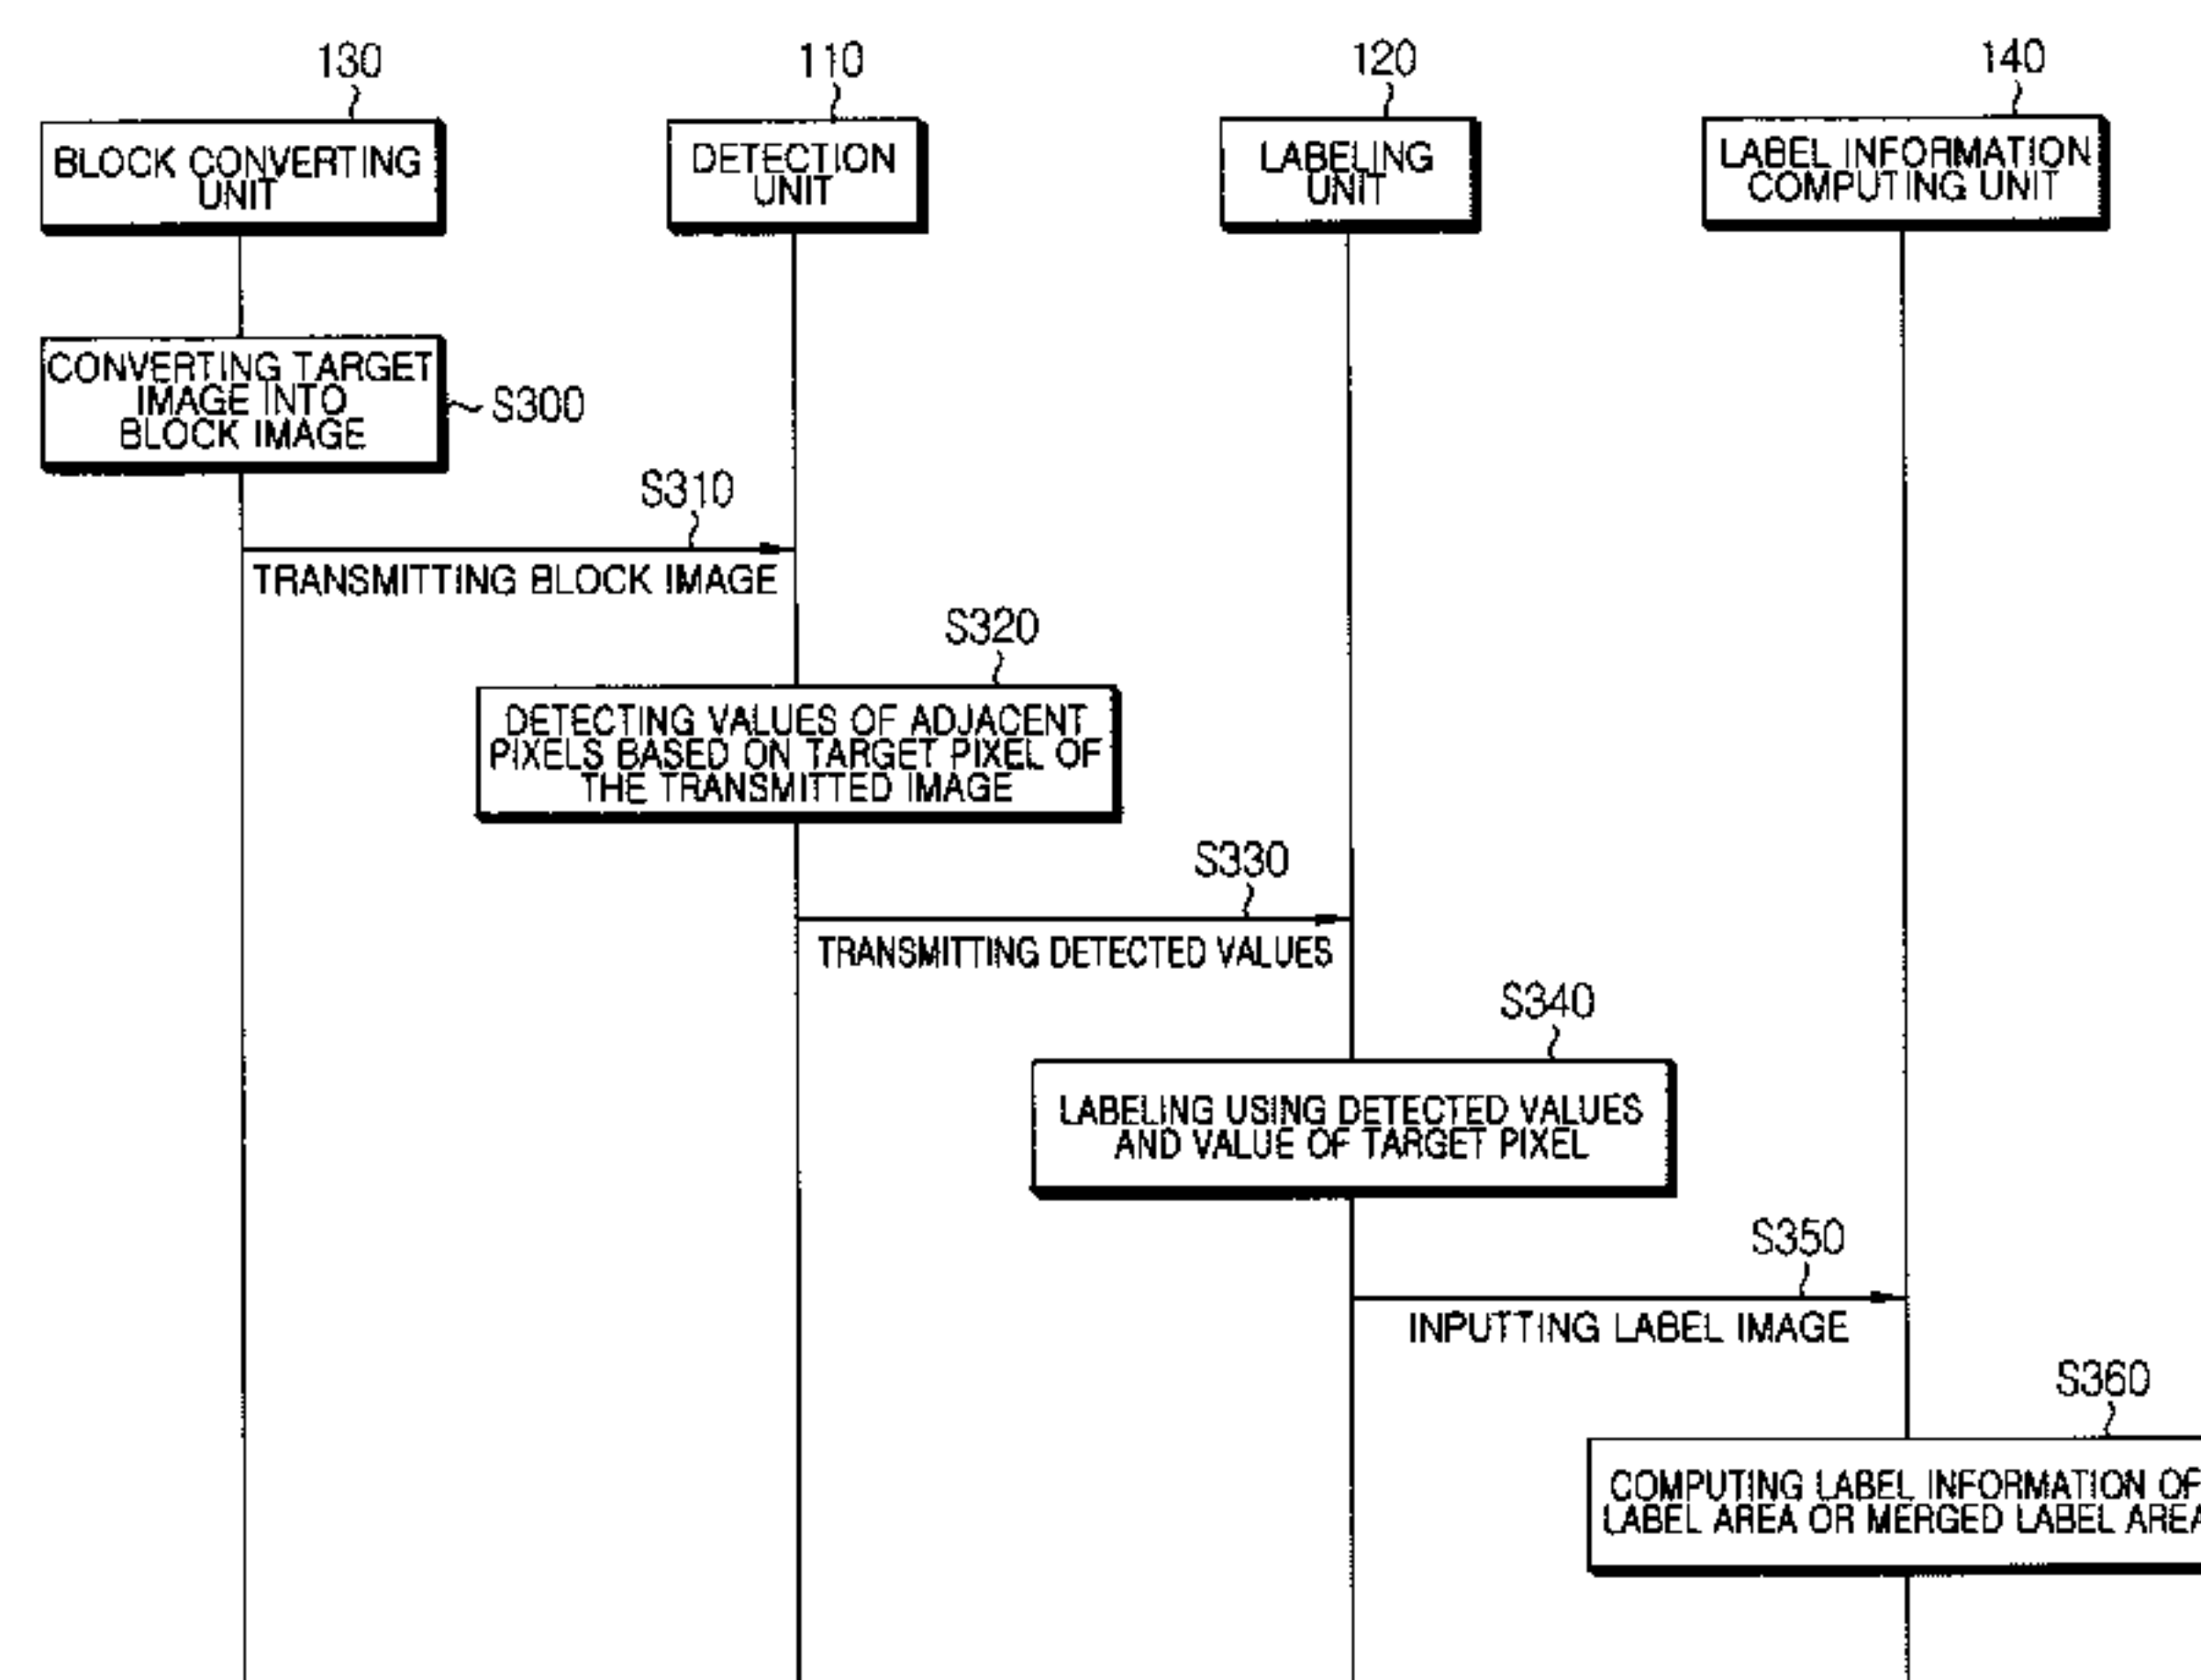 130
110
120
140
BLOCK CONVERTING
UNIT
DETECTION
UNIT
LABELING
UNIT
LABEL INFORMATION
COMPUTING UNIT
CONVERTING TARGET
IMAGE INTO
BLOCK IMAGE
S300
S310
TRANSMITTING BLOCK IMAGE
S320
DETECTING VALUES OF ADJACENT
PIXELS BASED ON TARGET PIXEL OF
THE TRANSMITTED IMAGE
S330
TRANSMITTING DETECTED VALUES
S340
LABELING USING DETECTED VALUES
AND VALUE OF TARGET PIXEL
S350
INPUTTING LABEL IMAGE
S360
COMPUTING LABEL INFORMATION OF
LABEL AREA OR MERGED LABEL AREA